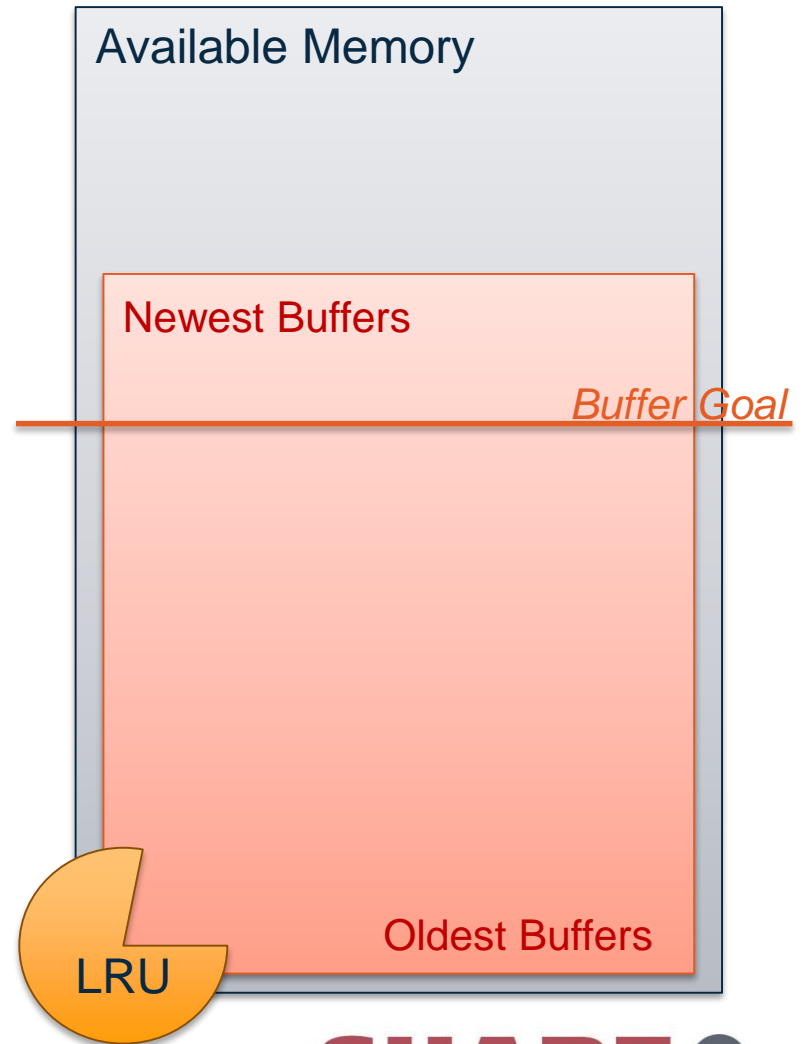 Available Memory
Newest Buffers
Buffer Goal
Oldest Buffers
LRU